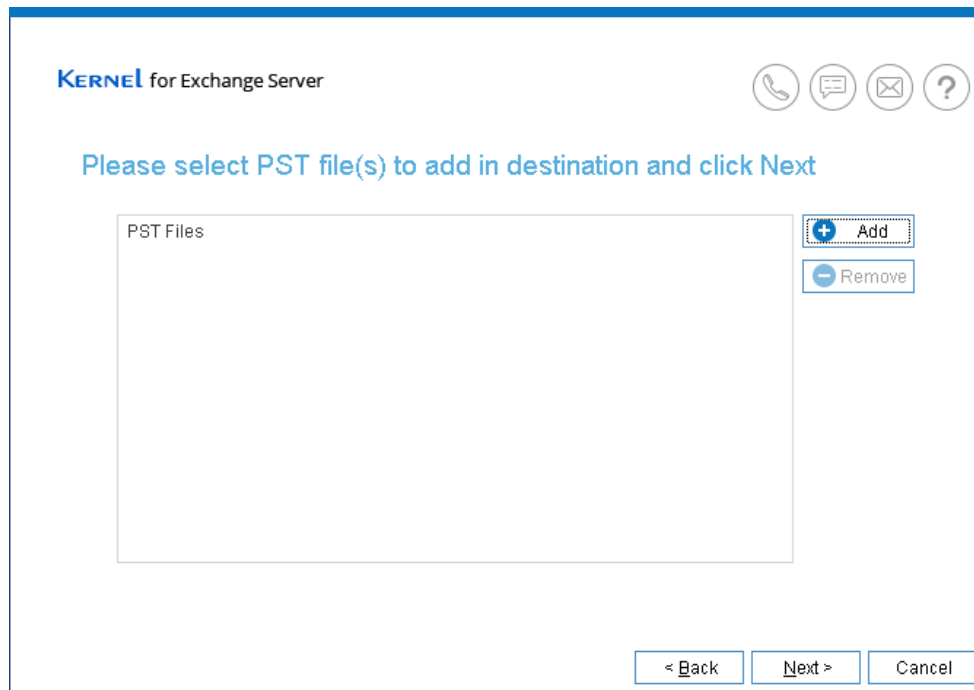 KERNEL for Exchange Server
?
Please select PST file(s) to add in destination and click Next
PST Files
Add
Remove
< Back Next > Cancel